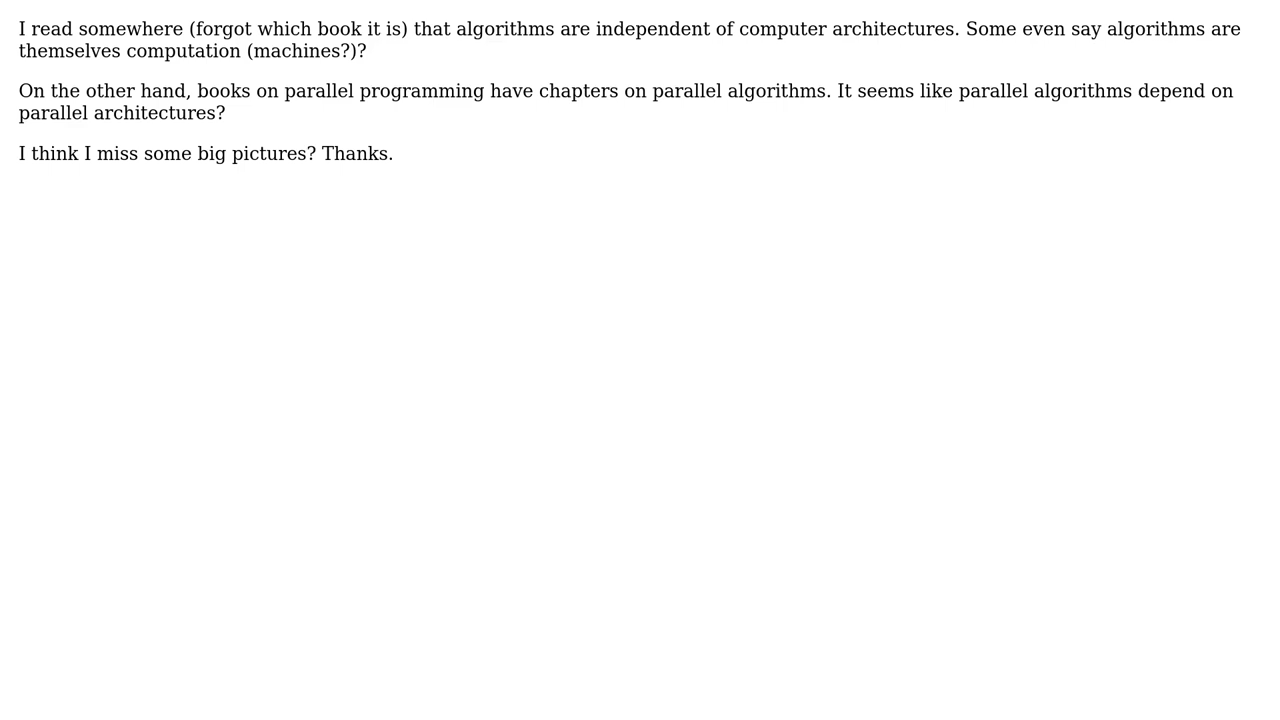 I read somewhere (forgot which book it is) that algorithms are independent of computer architectures. Some even say algorithms are
themselves computation (machines?)?
On the other hand, books on parallel programming have chapters on parallel algorithms. It seems like parallel algorithms depend on
parallel architectures?
I think I miss some big pictures? Thanks.